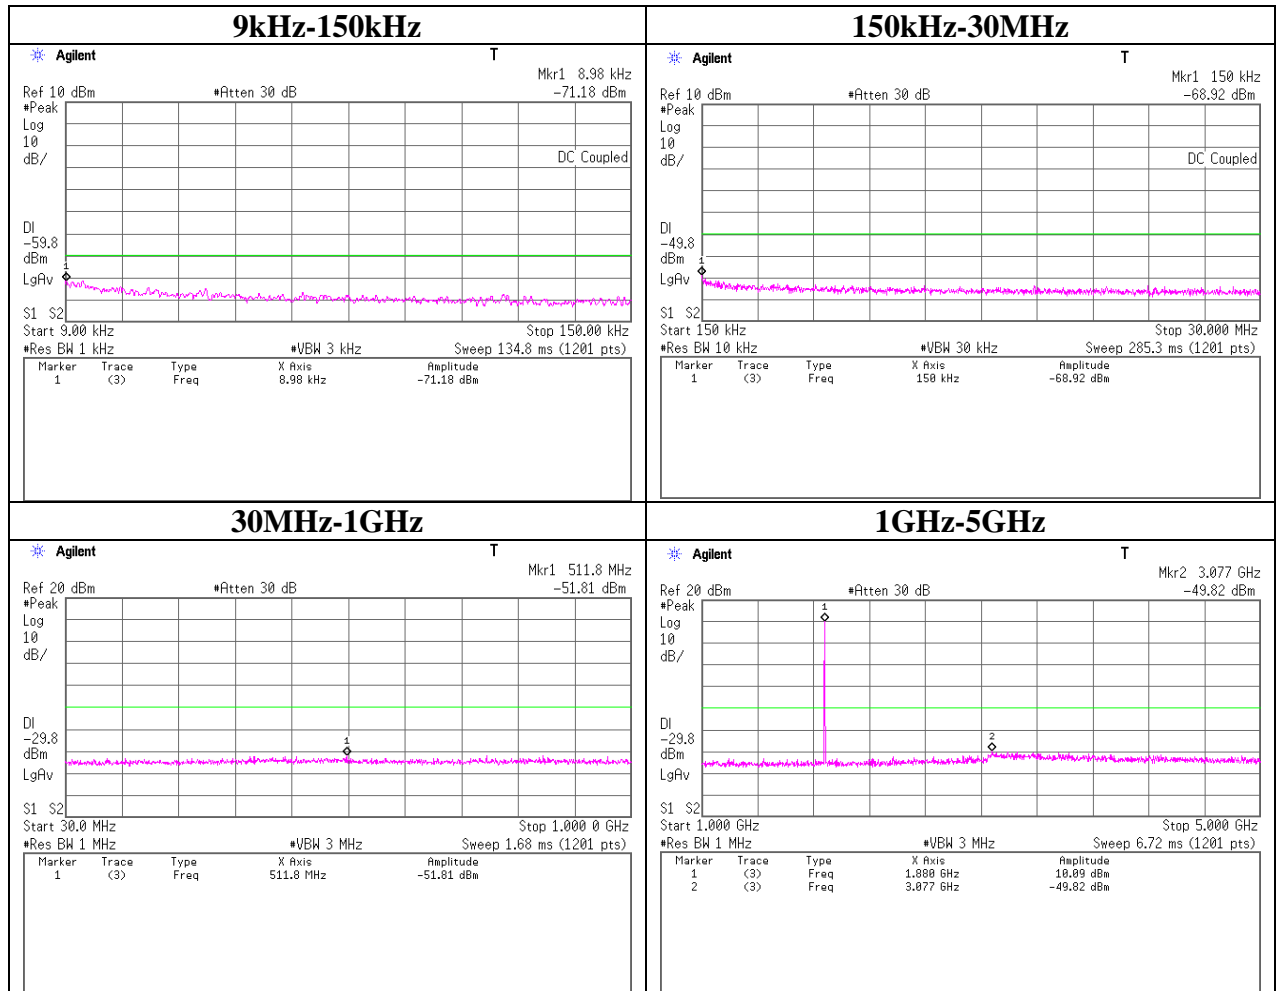 9kHz-150kHz
Agilent
T
Mkr1 8.98 kHz
Ref 10 dBm #Atten 30 dB -71.18 dBm
#Peak
Log
10
dB/
DC Coupled
DI
-59.8
dBm
LgAv
1
S1 S2
Start 9.00 kHz Stop 150.00 kHz
#Res BW 1 kHz #VBW 3 kHz Sweep 134.8 ms (1201 pts)
Marker Trace Type X Axis Amplitude
1 (3) Freq 8.98 kHz -71.18 dBm
150kHz-30MHz
Agilent
T
Mkr1 150 kHz
Ref 10 dBm #Atten 30 dB -68.92 dBm
#Peak
Log
10
dB/
DC Coupled
DI
-49.8
dBm
LgAv
1
S1 S2
Start 150 kHz Stop 30.000 MHz
#Res BW 10 kHz #VBW 30 kHz Sweep 285.3 ms (1201 pts)
Marker Trace Type X Axis Amplitude
1 (3) Freq 150 kHz -68.92 dBm
30MHz-1GHz
Agilent
T
Mkr1 511.8 MHz
Ref 20 dBm #Atten 30 dB -51.81 dBm
#Peak
Log
10
dB/
DI
-29.8
dBm
LgAv
1
S1 S2
Start 30.0 MHz Stop 1.000 0 GHz
#Res BW 1 MHz #VBW 3 MHz Sweep 1.68 ms (1201 pts)
Marker Trace Type X Axis Amplitude
1 (3) Freq 511.8 MHz -51.81 dBm
1GHz-5GHz
Agilent
T
Mkr2 3.077 GHz
Ref 20 dBm #Atten 30 dB -49.82 dBm
#Peak
1
Log
10
dB/
DI
-29.8
dBm
LgAv
2
S1 S2
Start 1.000 GHz Stop 5.000 GHz
#Res BW 1 MHz #VBW 3 MHz Sweep 6.72 ms (1201 pts)
Marker Trace Type X Axis Amplitude
1 (3) Freq 1.880 GHz 10.09 dBm
2 (3) Freq 3.077 GHz -49.82 dBm